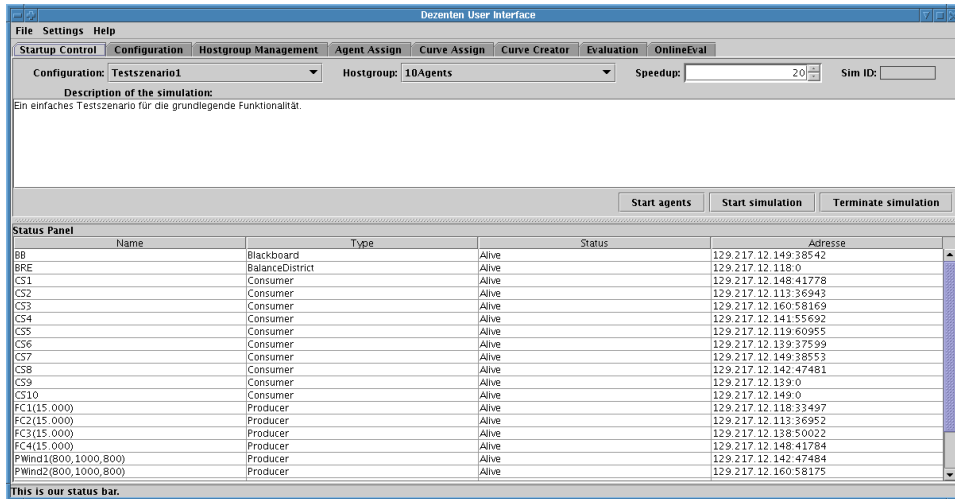 Dezenten User Interface
File Settings Help
Startup Control Configuration Hostgroup Management Agent Assign Curve Assign Curve Creator Evaluation OnlineEval
Configuration: Testszenario1 Hostgroup: 10Agents Speedup: 20 Sim ID:
Description of the simulation:
Ein einfaches Testszenario für die grundlegende Funktionalität.
Start agents Start simulation Terminate simulation
Status Panel
Name Type Status Adresse
BB Blackboard Alive 129.217.12.149:38542
BRE BalanceDistrict Alive 129.217.12.118:0
CS1 Consumer Alive 129.217.12.148:41778
CS2 Consumer Alive 129.217.12.113:36943
CS3 Consumer Alive 129.217.12.160:58169
CS4 Consumer Alive 129.217.12.141:55692
CS5 Consumer Alive 129.217.12.119:60955
CS6 Consumer Alive 129.217.12.139:37599
CS7 Consumer Alive 129.217.12.149:38553
CS8 Consumer Alive 129.217.12.142:47481
CS9 Consumer Alive 129.217.12.139:0
CS10 Consumer Alive 129.217.12.149:0
FC1(15.000) Producer Alive 129.217.12.118:33497
FC2(15.000) Producer Alive 129.217.12.113:36952
FC3(15.000) Producer Alive 129.217.12.138:50022
FC4(15.000) Producer Alive 129.217.12.148:41784
PWind1(800,1000,800) Producer Alive 129.217.12.142:47484
PWind2(800,1000,800) Producer Alive 129.217.12.160:58175
This is our status bar.